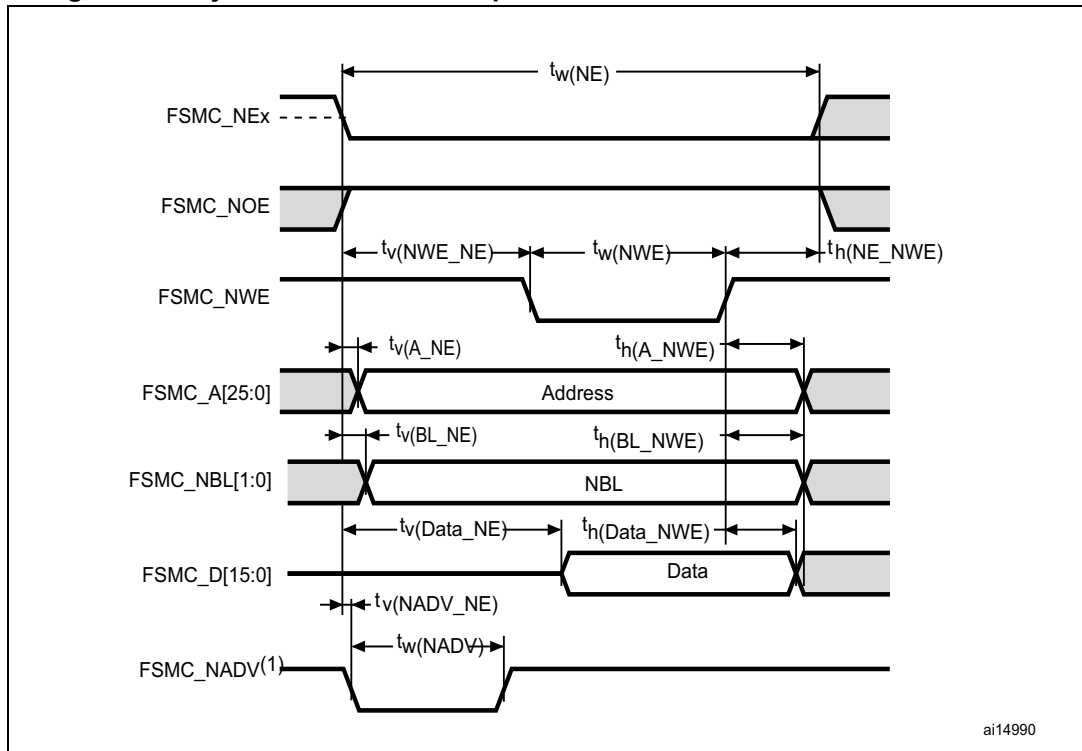 tw(NE)
FSMC_NEx
FSMC_NOE
tv(NWE_NE)
tw(NWE)
th(NE_NWE)
FSMC_NWE
tv(A_NE)
th(A_NWE)
FSMC_A[25:0]
Address
tv(BL_NE)
th(BL_NWE)
FSMC_NBL[1:0]
NBL
tv(Data_NE)
th(Data_NWE)
FSMC_D[15:0]
Data
tv(NADV_NE)
tw(NADV)
FSMC_NADV(1)
ai14990